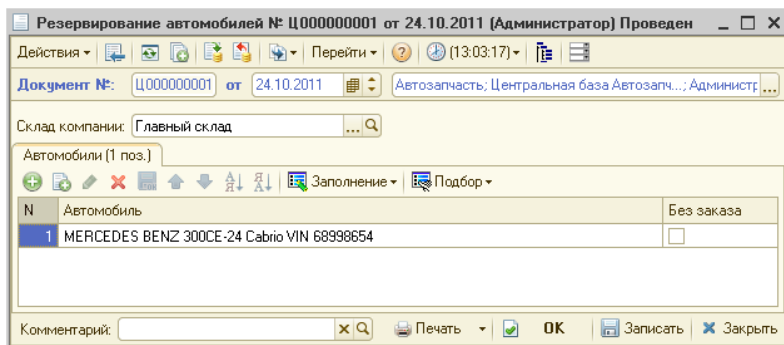 Резервирование автомобилей № Ц000000001 от 24.10.2011 (Администратор) Проведен
Действия Перейти (13:03:17)
Документ №: Ц000000001 от 24.10.2011 Автозапчасть; Центральная база Автозапч...; Администр ...
Склад компании: Главный склад ...
Автомобили (1 поз.)
Заполнение Подбор
N Автомобиль Без заказа
1 MERCEDES BENZ 300CE-24 Cabrio VIN 68998654
Комментарий: Печать OK Записать Закрыть